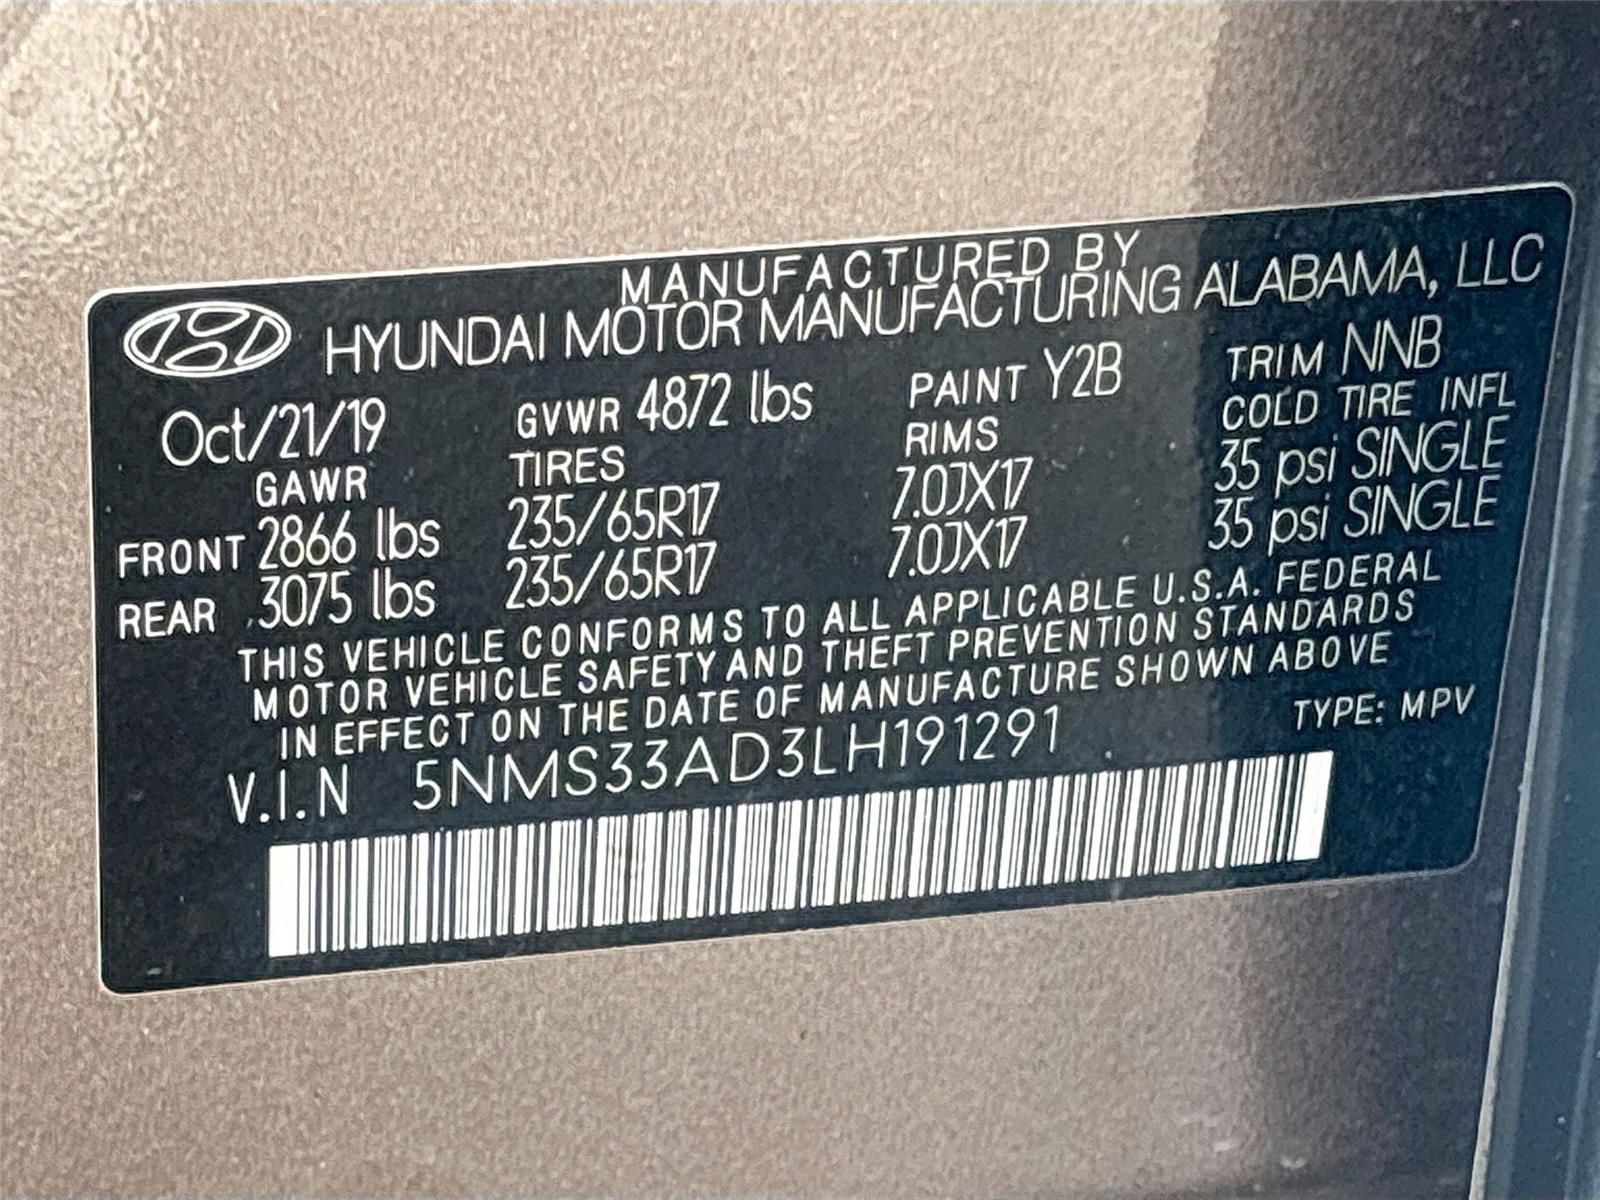 MANUFACTURED BY
HYUNDAI MOTOR MANUFACTURING ALABAMA, LLC
Oct/21/19 GVWR 4872 lbs PAINT Y2B TRIM NNB
GAWR TIRES RIMS COLD TIRE INFL
FRONT 2866 lbs 235/65R17 7.0JX17 35 psi SINGLE
REAR 3075 lbs 235/65R17 7.0JX17 35 psi SINGLE
THIS VEHICLE CONFORMS TO ALL APPLICABLE U.S.A. FEDERAL
MOTOR VEHICLE SAFETY AND THEFT PREVENTION STANDARDS
IN EFFECT ON THE DATE OF MANUFACTURE SHOWN ABOVE
V.I.N 5NMS33AD3LH191291 TYPE: MPV